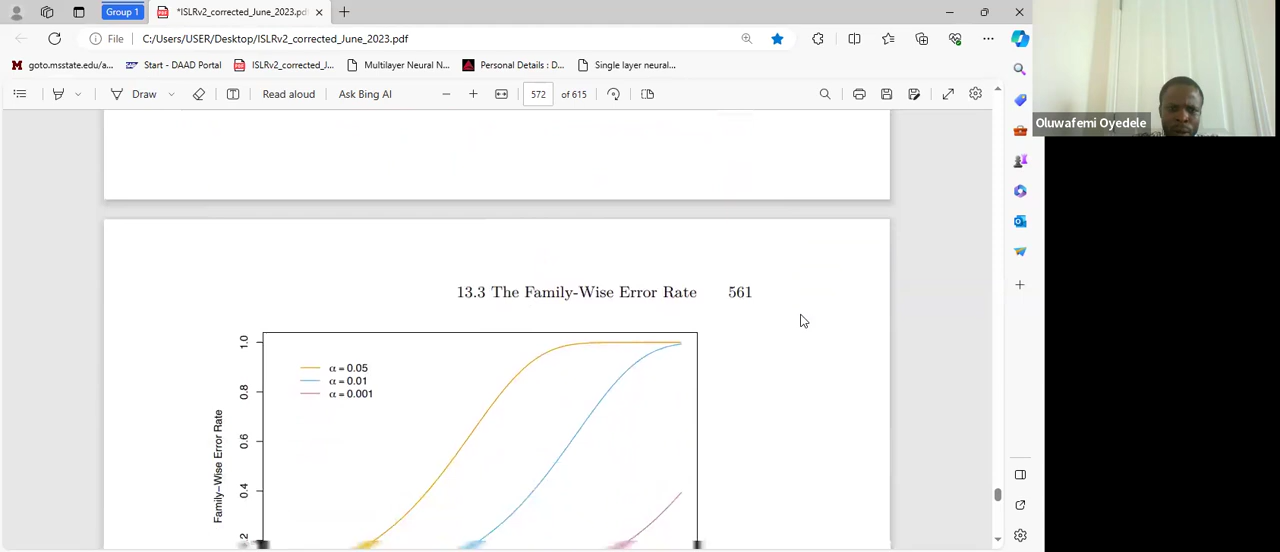 Group 1
*ISLRv2_corrected_June_2023.pd
File
C:/Users/USER/Desktop/ISLRv2_corrected_June_2023.pdf
goto.msstate.edu/a...
Start - DAAD Portal
ISLRv2_corrected_J...
Multilayer Neural N...
Personal Details : D...
Single layer neural...
Draw
Read aloud
Ask Bing AI
572 of 615
Oluwafemi Oyedele
13.3 The Family-Wise Error Rate 561
1.0
α = 0.05
α = 0.01
α = 0.001
0.8
0.6
0.4
Family−Wise Error Rate